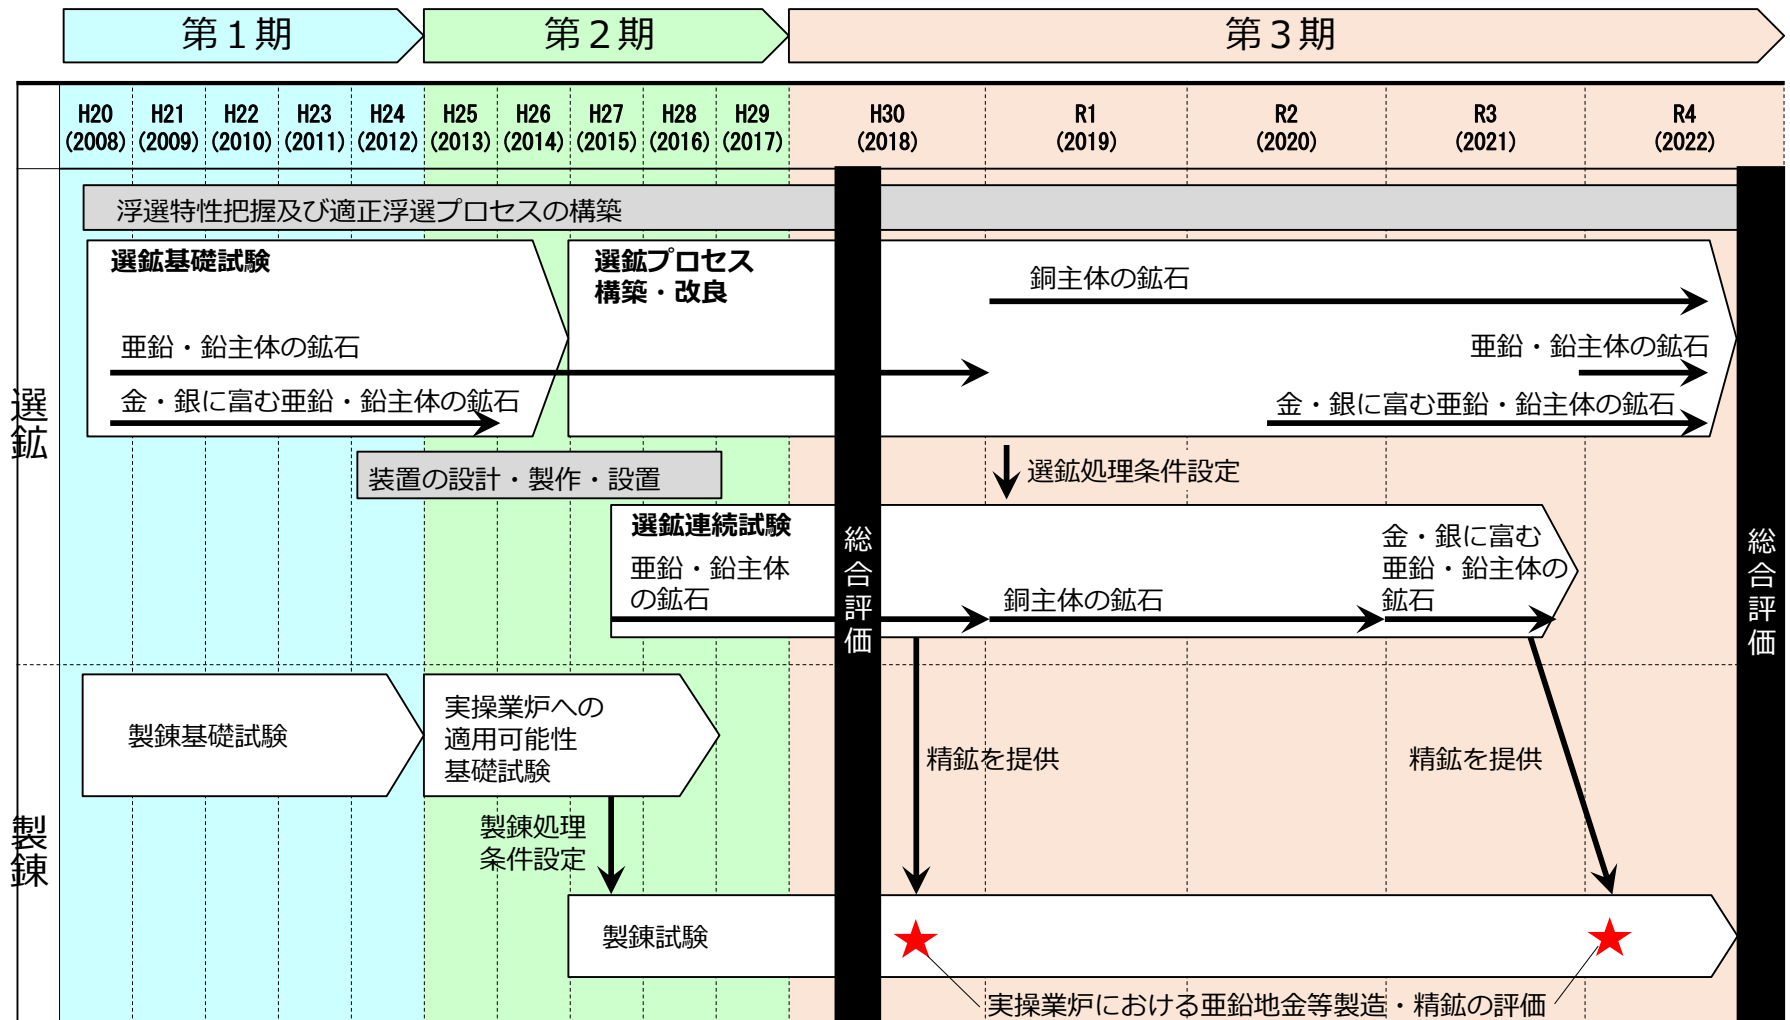 第１期
第２期
第３期
H20
(2008)
H21
(2009)
H22
(2010)
H23
(2011)
H24
(2012)
H25
(2013)
H26
(2014)
H27
(2015)
H28
(2016)
H29
(2017)
H30
(2018)
R1
(2019)
R2
(2020)
R3
(2021)
R4
(2022)
選鉱
浮選特性把握及び適正浮選プロセスの構築
選鉱基礎試験
亜鉛・鉛主体の鉱石
金・銀に富む亜鉛・鉛主体の鉱石
選鉱プロセス
構築・改良
銅主体の鉱石
亜鉛・鉛主体の鉱石
金・銀に富む亜鉛・鉛主体の鉱石
装置の設計・製作・設置
選鉱処理条件設定
選鉱連続試験
亜鉛・鉛主体
の鉱石
銅主体の鉱石
金・銀に富む
亜鉛・鉛主体の
鉱石
総合評価
総合評価
製錬
製錬基礎試験
実操業炉への
適用可能性
基礎試験
精鉱を提供
精鉱を提供
製錬処理
条件設定
製錬試験
実操業炉における亜鉛地金等製造・精鉱の評価